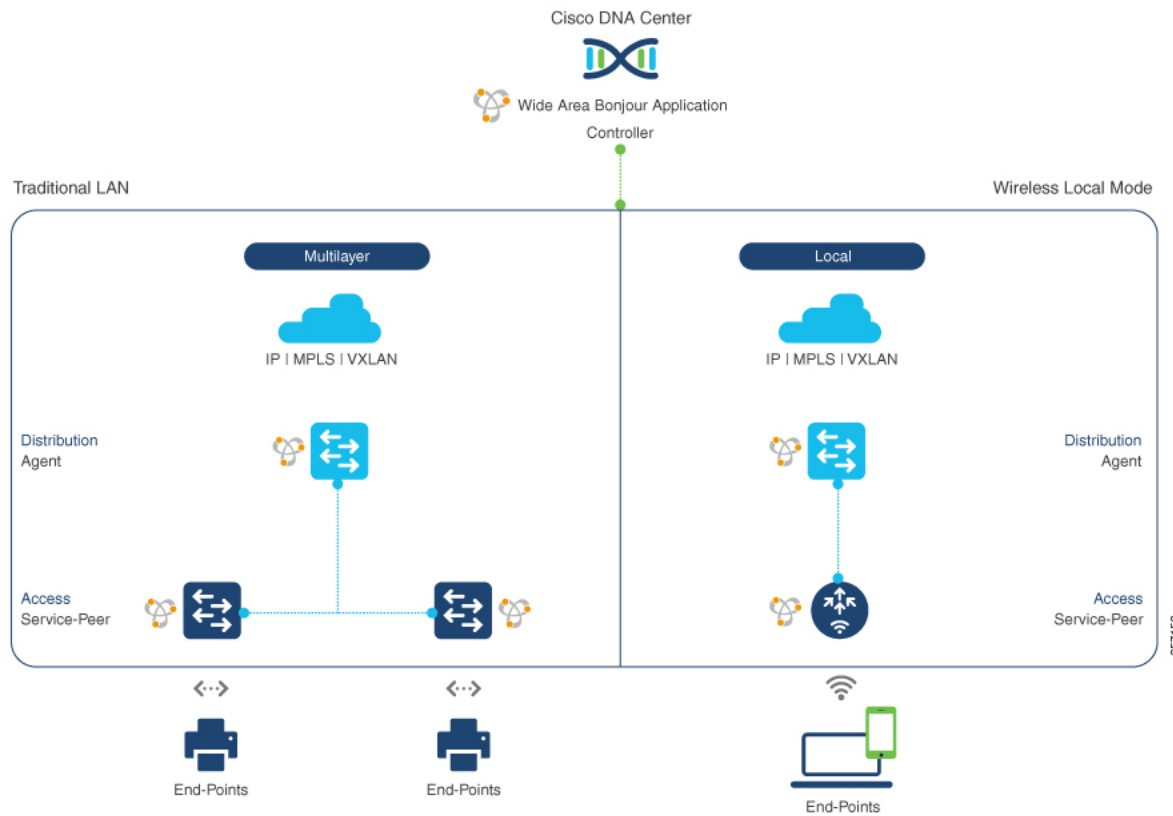 Cisco DNA Center
Wide Area Bonjour Application
Controller
Traditional LAN
Wireless Local Mode
Multilayer
Local
IP | MPLS | VXLAN
IP | MPLS | VXLAN
Distribution
Agent
Distribution
Agent
Access
Service-Peer
Access
Service-Peer
End-Points
End-Points
End-Points